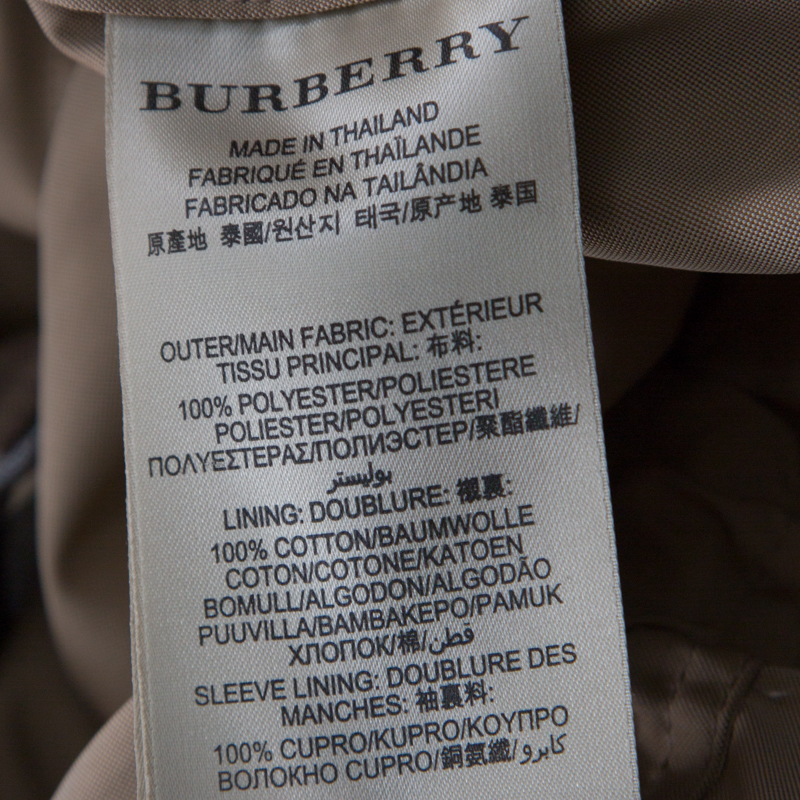 BURBERRY
MADE IN THAILAND
FABRIQUÉ EN THAÏLANDE
FABRICADO NA TAILÂNDIA
原產地 泰國/원산지 태국/原产地 泰国
OUTER/MAIN FABRIC: EXTÉRIEUR
TISSU PRINCIPAL: 布料:
100% POLYESTER/POLIESTERE
POLIESTER/POLYESTERI
ΠΟΛΥΕΣΤΕΡΑΣ/ПОЛИЭСТЕР/聚酯纖維/
بوليستر
LINING: DOUBLURE: 襯裏:
100% COTTON/BAUMWOLLE
COTON/COTONE/KATOEN
BOMULL/ALGODON/ALGODÃO
PUUVILLA/BAMBAKEPO/PAMUK
ХЛОПОК/棉/قطن
SLEEVE LINING: DOUBLURE DES
MANCHES: 袖裏料:
100% CUPRO/KUPRO/ΚΟΥΠΡΟ
ВОЛОКНО CUPRO/銅氨纖/كابرو